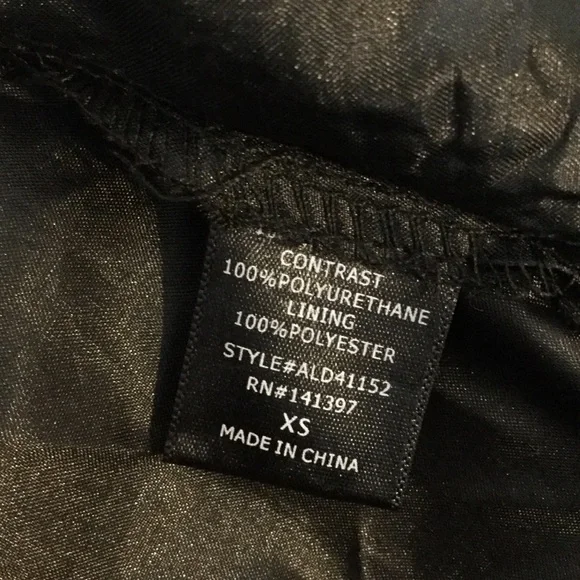 CONTRAST
100%POLYURETHANE
LINING
100%POLYESTER
STYLE#ALD41152
RN#141397
XS
MADE IN CHINA